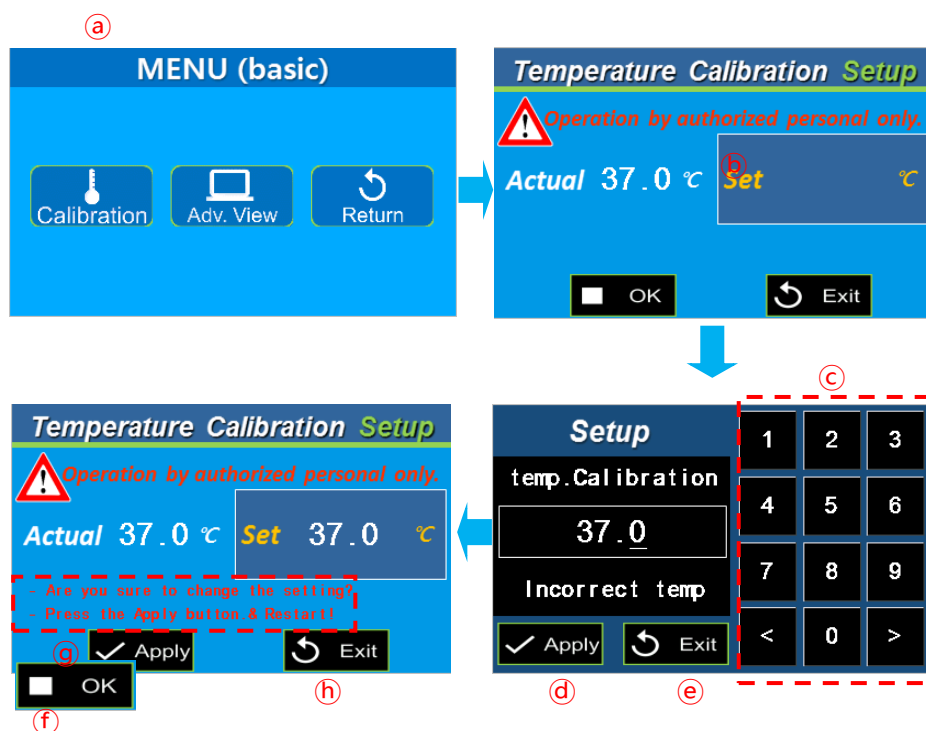 ⓐ
MENU (basic)
Calibration
Adv. View
Return
Temperature Calibration Setup
Operation by authorized personal only.
Actual 37.0 ℃
ⓑ
Set ℃
OK
Exit
ⓒ
Setup
temp.Calibration
37.0
Incorrect temp
Apply
Exit
1 2 3
4 5 6
7 8 9
< 0 >
ⓓ
ⓔ
Temperature Calibration Setup
Operation by authorized personal only.
Actual 37.0 ℃
Set 37.0 ℃
- Are you sure to change the setting?
- Press the Apply button.& Restart!
ⓖ
Apply
Exit
OK
ⓗ
ⓕ